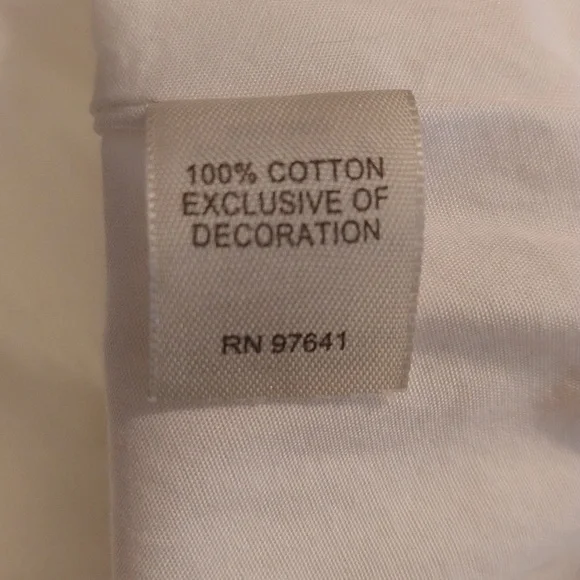 100% COTTON
EXCLUSIVE OF
DECORATION
RN 97641